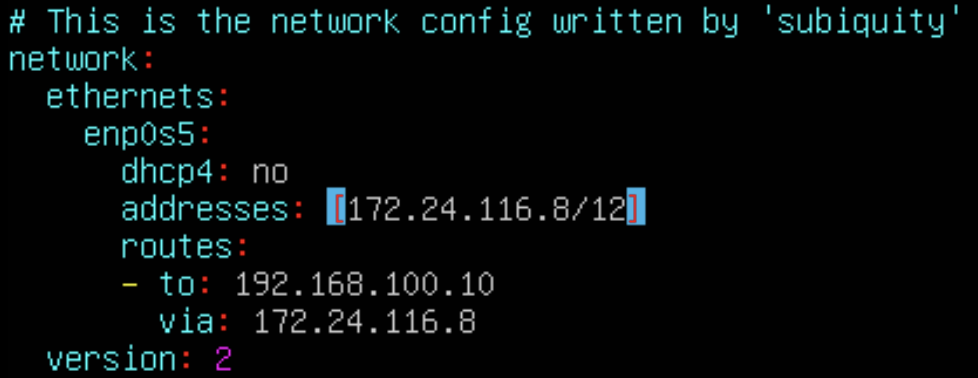 # This is the network config written by 'subiquity'
network:
  ethernets:
    enp0s5:
      dhcp4: no
      addresses: [172.24.116.8/12]
      routes:
      - to: 192.168.100.10
        via: 172.24.116.8
  version: 2